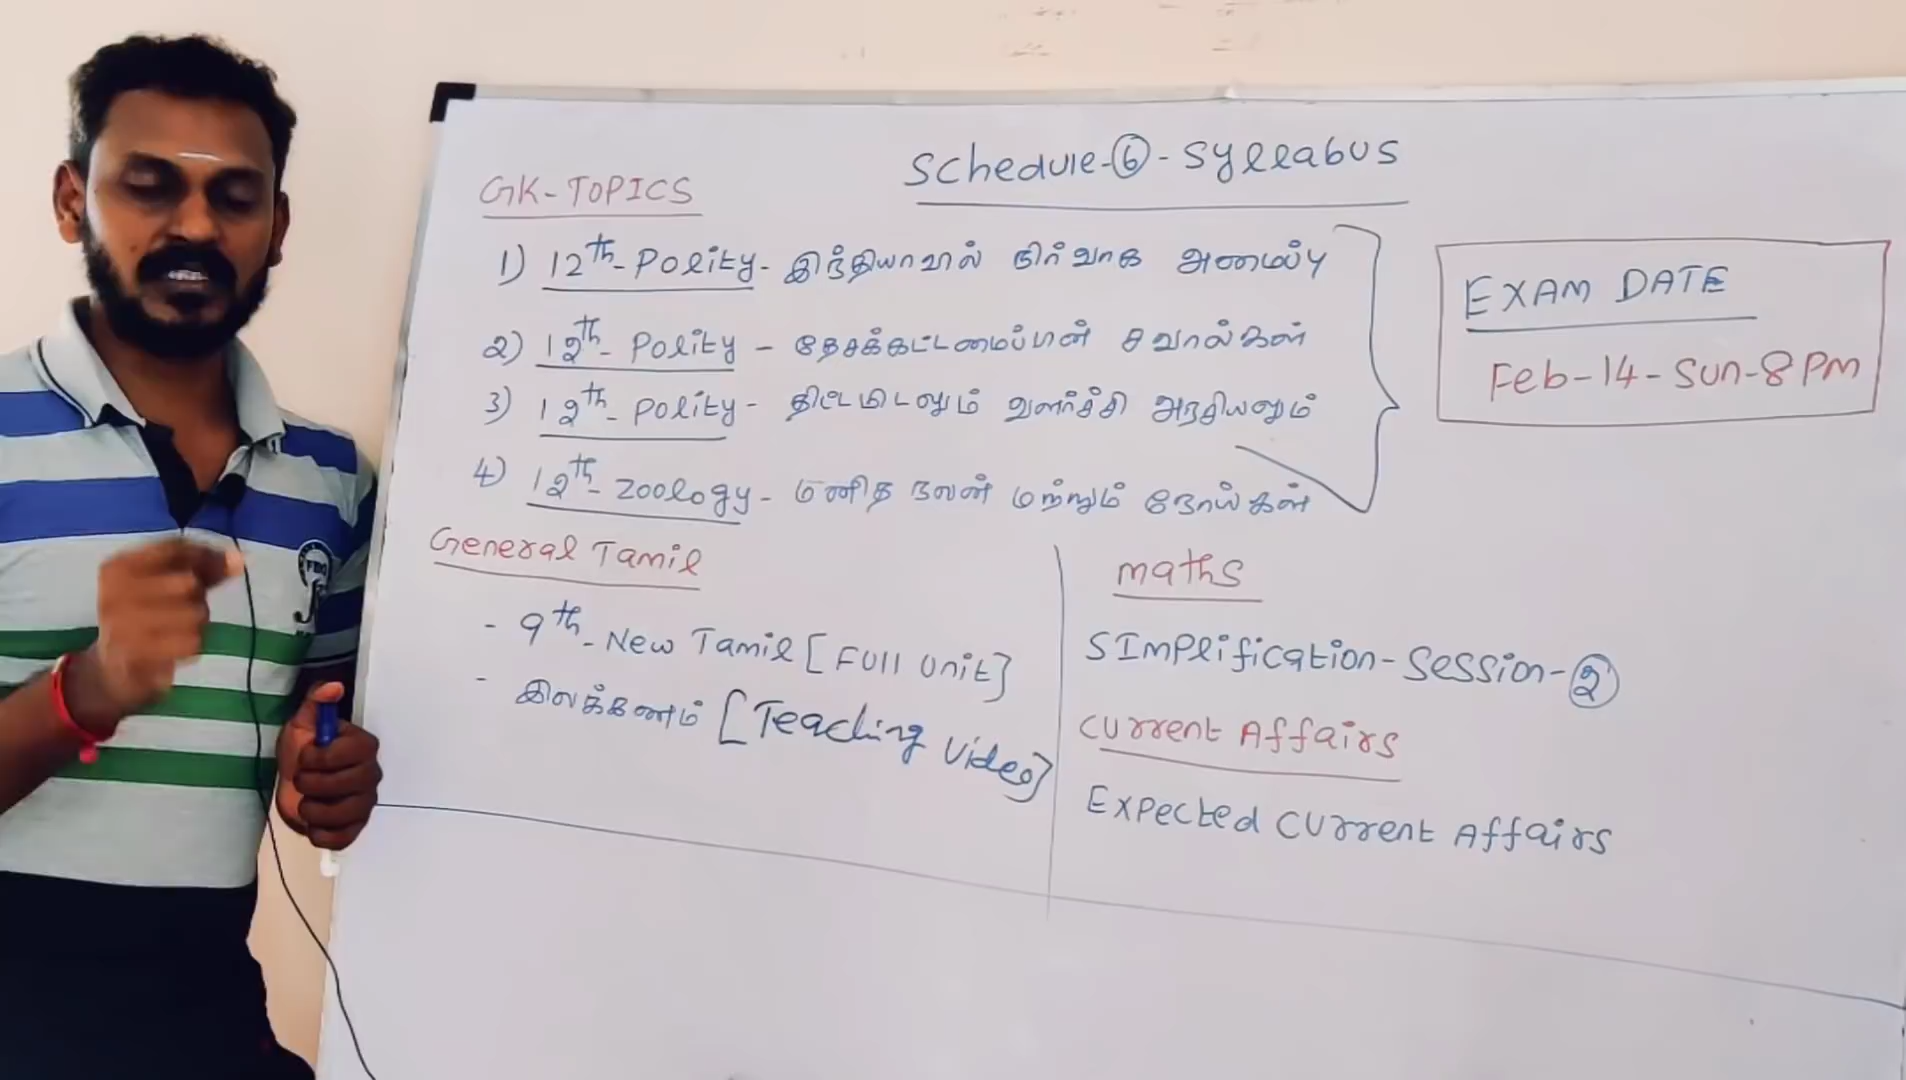 Schedule-6-Syllabus
GK-TOPICS
1) 12th-Polity- இந்தியாவில் நிர்வாக அமைப்பு
2) 12th- Polity - தேசக்கட்டமைப்பின் சவால்கள்
3) 12th- Polity- திட்டமிடலும் வளர்ச்சி அரசியலும்
4) 12th-Zoology- மனித நலன் மற்றும் நோய்கள்
EXAM DATE
Feb-14-Sun-8PM
General Tamil
- 9th-New Tamil [Full Unit]
- இலக்கணம் [Teaching Video]
maths
SImplification-Session-2
Current Affairs
Expected Current Affairs